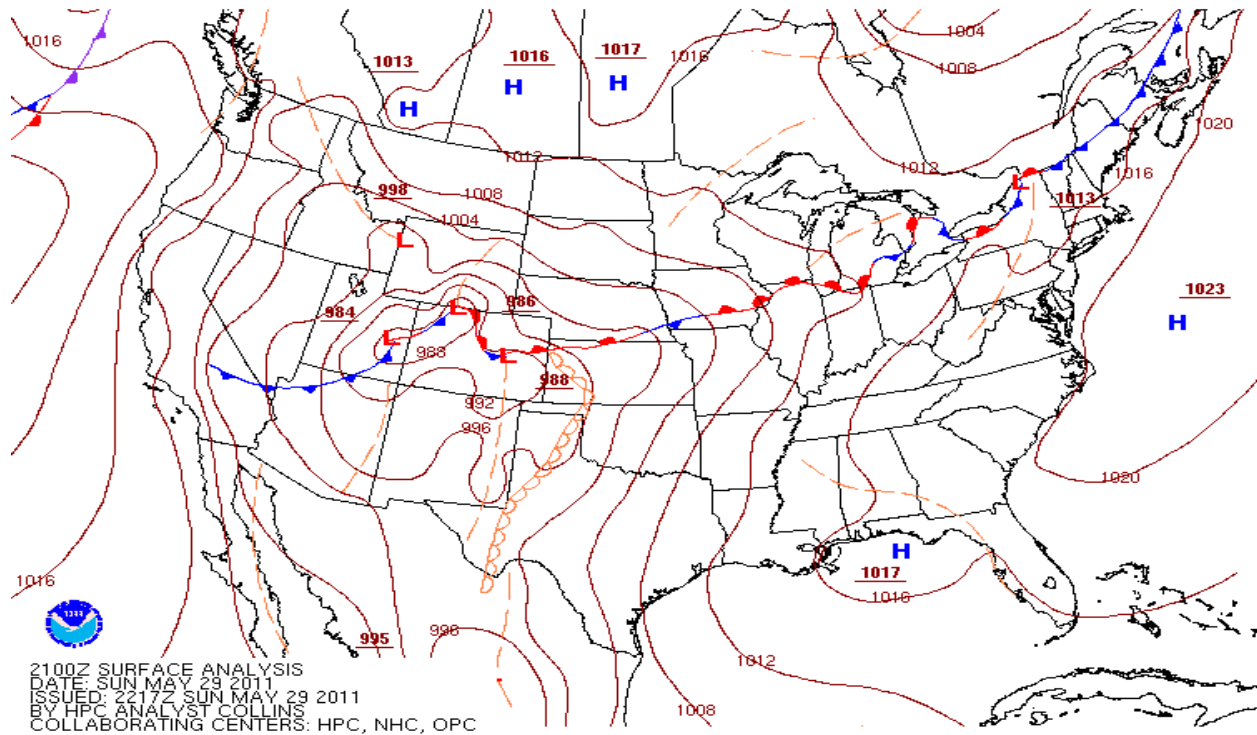 1016
1004
1013
1016
1017
1016
H
H
H
1008
1020
1012
1012
1016
998
1008
L
1013
1004
L
1023
986
984
L
H
L
988
L
988
992
996
1020
H
1017
1016
1016
995
996
1012
1008
2100Z SURFACE ANALYSIS
DATE: SUN MAY 29 2011
ISSUED: 2217Z SUN MAY 29 2011
BY HPC ANALYST COLLINS
COLLABORATING CENTERS: HPC, NHC, OPC